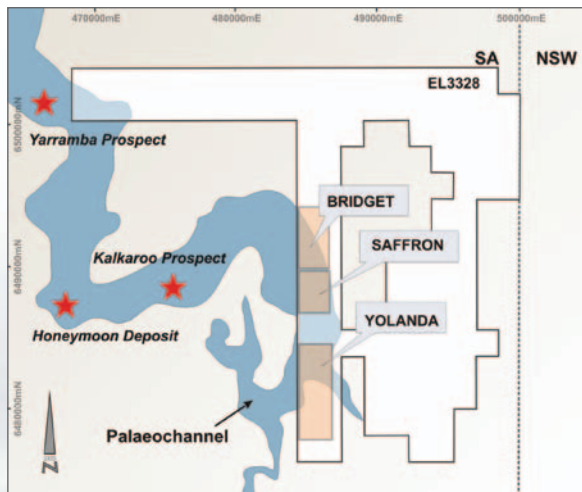 470000mE
480000mE
490000mE
500000mE
SA
NSW
EL3328
6500000mN
Yarramba Prospect
BRIDGET
SAFFRON
Kalkaroo Prospect
6490000mN
YOLANDA
Honeymoon Deposit
6480000mN
Palaeochannel
N